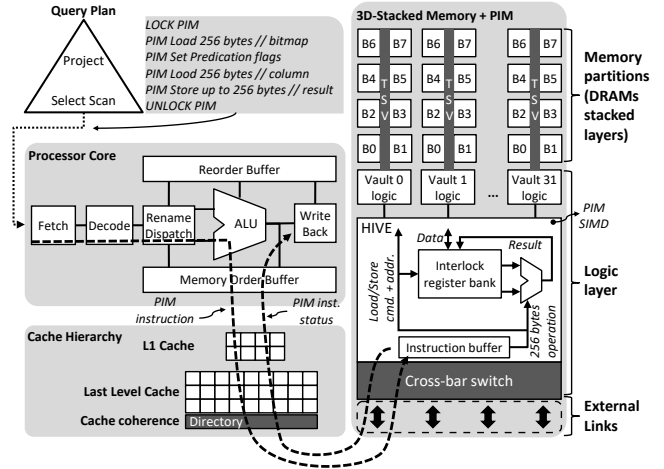 Query Plan
Project
Select Scan
LOCK PIM
PIM Load 256 bytes // bitmap
PIM Set Predication flags
PIM Load 256 bytes // column
PIM Store up to 256 bytes // result
UNLOCK PIM
Processor Core
Reorder Buffer
Fetch
Decode
Rename
Dispatch
ALU
Write
Back
Memory Order Buffer
PIM
instruction
PIM inst.
status
Cache Hierarchy
L1 Cache
Last Level Cache
Cache coherence
Directory
3D-Stacked Memory + PIM
B6 B7 B6 B7 B6 B7
B4 B5 B4 B5 B4 B5
B2 B3 B2 B3 B2 B3
B0 B1 B0 B1 B0 B1
TSV
TSV
TSV
Vault 0
logic
Vault 1
logic
...
Vault 31
logic
Memory
partitions
(DRAMs
stacked
layers)
PIM
SIMD
HIVE
Data
Result
Load/Store
cmd. + addr.
Interlock
register bank
256 bytes
operation
Instruction buffer
Logic
layer
Cross-bar switch
External
Links